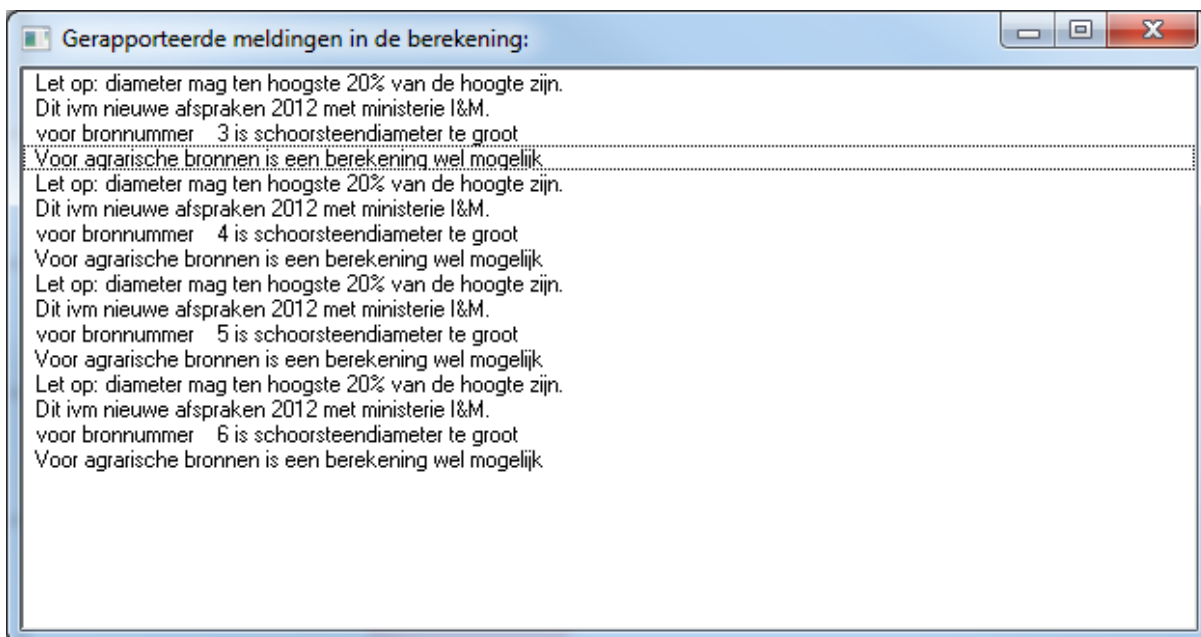 Gerapporteerde meldingen in de berekening:
Let op: diameter mag ten hoogste 20% van de hoogte zijn.
Dit ivm nieuwe afspraken 2012 met ministerie I&M.
voor bronnummer 3 is schoorsteendiameter te groot
Voor agrarische bronnen is een berekening wel mogelijk
Let op: diameter mag ten hoogste 20% van de hoogte zijn.
Dit ivm nieuwe afspraken 2012 met ministerie I&M.
voor bronnummer 4 is schoorsteendiameter te groot
Voor agrarische bronnen is een berekening wel mogelijk
Let op: diameter mag ten hoogste 20% van de hoogte zijn.
Dit ivm nieuwe afspraken 2012 met ministerie I&M.
voor bronnummer 5 is schoorsteendiameter te groot
Voor agrarische bronnen is een berekening wel mogelijk
Let op: diameter mag ten hoogste 20% van de hoogte zijn.
Dit ivm nieuwe afspraken 2012 met ministerie I&M.
voor bronnummer 6 is schoorsteendiameter te groot
Voor agrarische bronnen is een berekening wel mogelijk